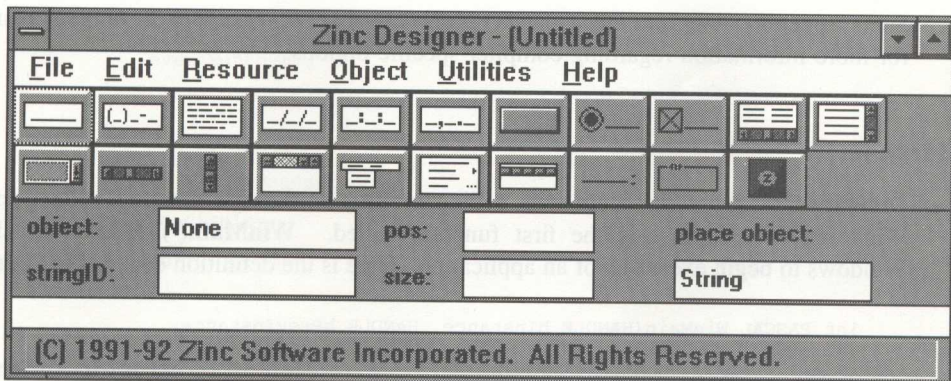 Zinc Designer - (Untitled)
File Edit Resource Object Utilities Help
object: None pos: place object:
stringID: size: String
(C) 1991-92 Zinc Software Incorporated. All Rights Reserved.